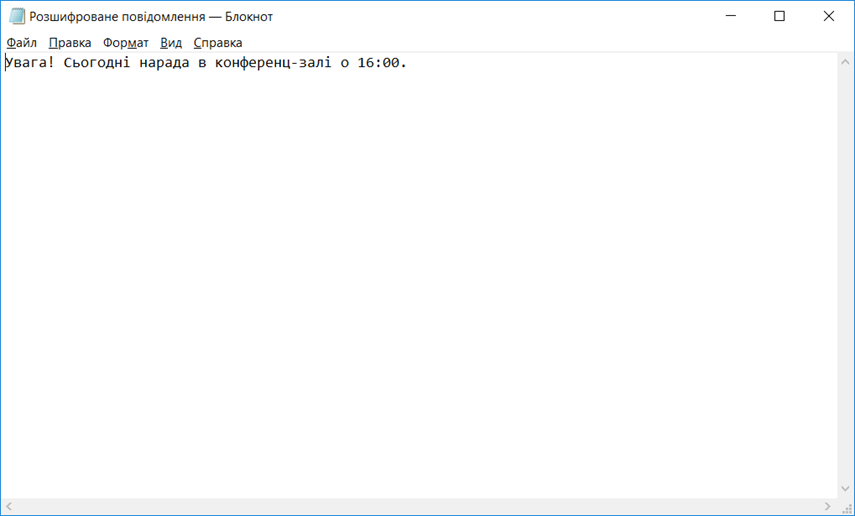 Розшифроване повідомлення — Блокнот
Файл Правка Формат Вид Справка
Увага! Сьогодні нарада в конференц-залі о 16:00.